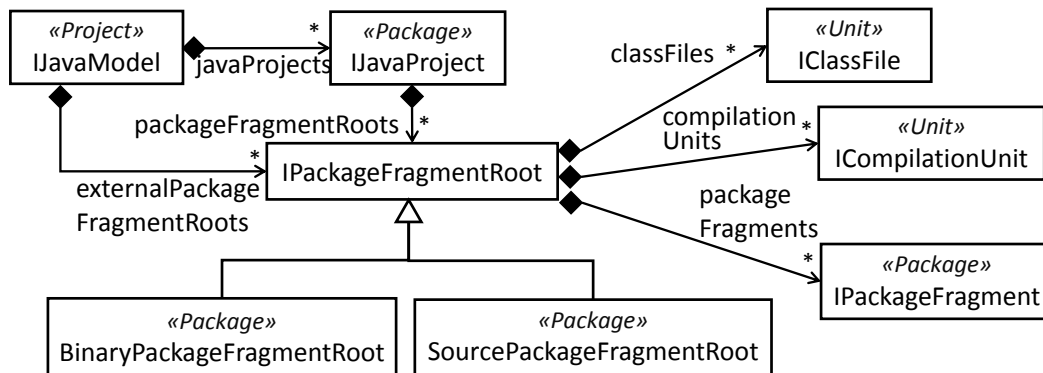 «Project»
IJavaModel
*
javaProjects
«Package»
IJavaProject
classFiles *
«Unit»
IClassFile
packageFragmentRoots *
compilation
Units
*
«Unit»
ICompilationUnit
*
IPackageFragmentRoot
externalPackage
FragmentRoots
package
Fragments
*
«Package»
IPackageFragment
«Package»
BinaryPackageFragmentRoot
«Package»
SourcePackageFragmentRoot